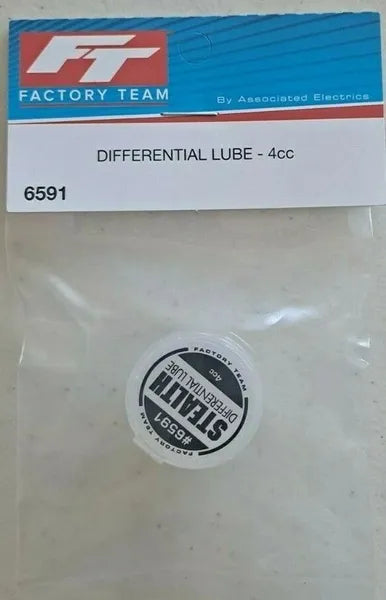 FT
FACTORY TEAM
By Associated Electrics
DIFFERENTIAL LUBE - 4cc
6591
FACTORY TEAM
#6591
STEALTH
DIFFERENTIAL LUBE
4cc
FACTORY TEAM